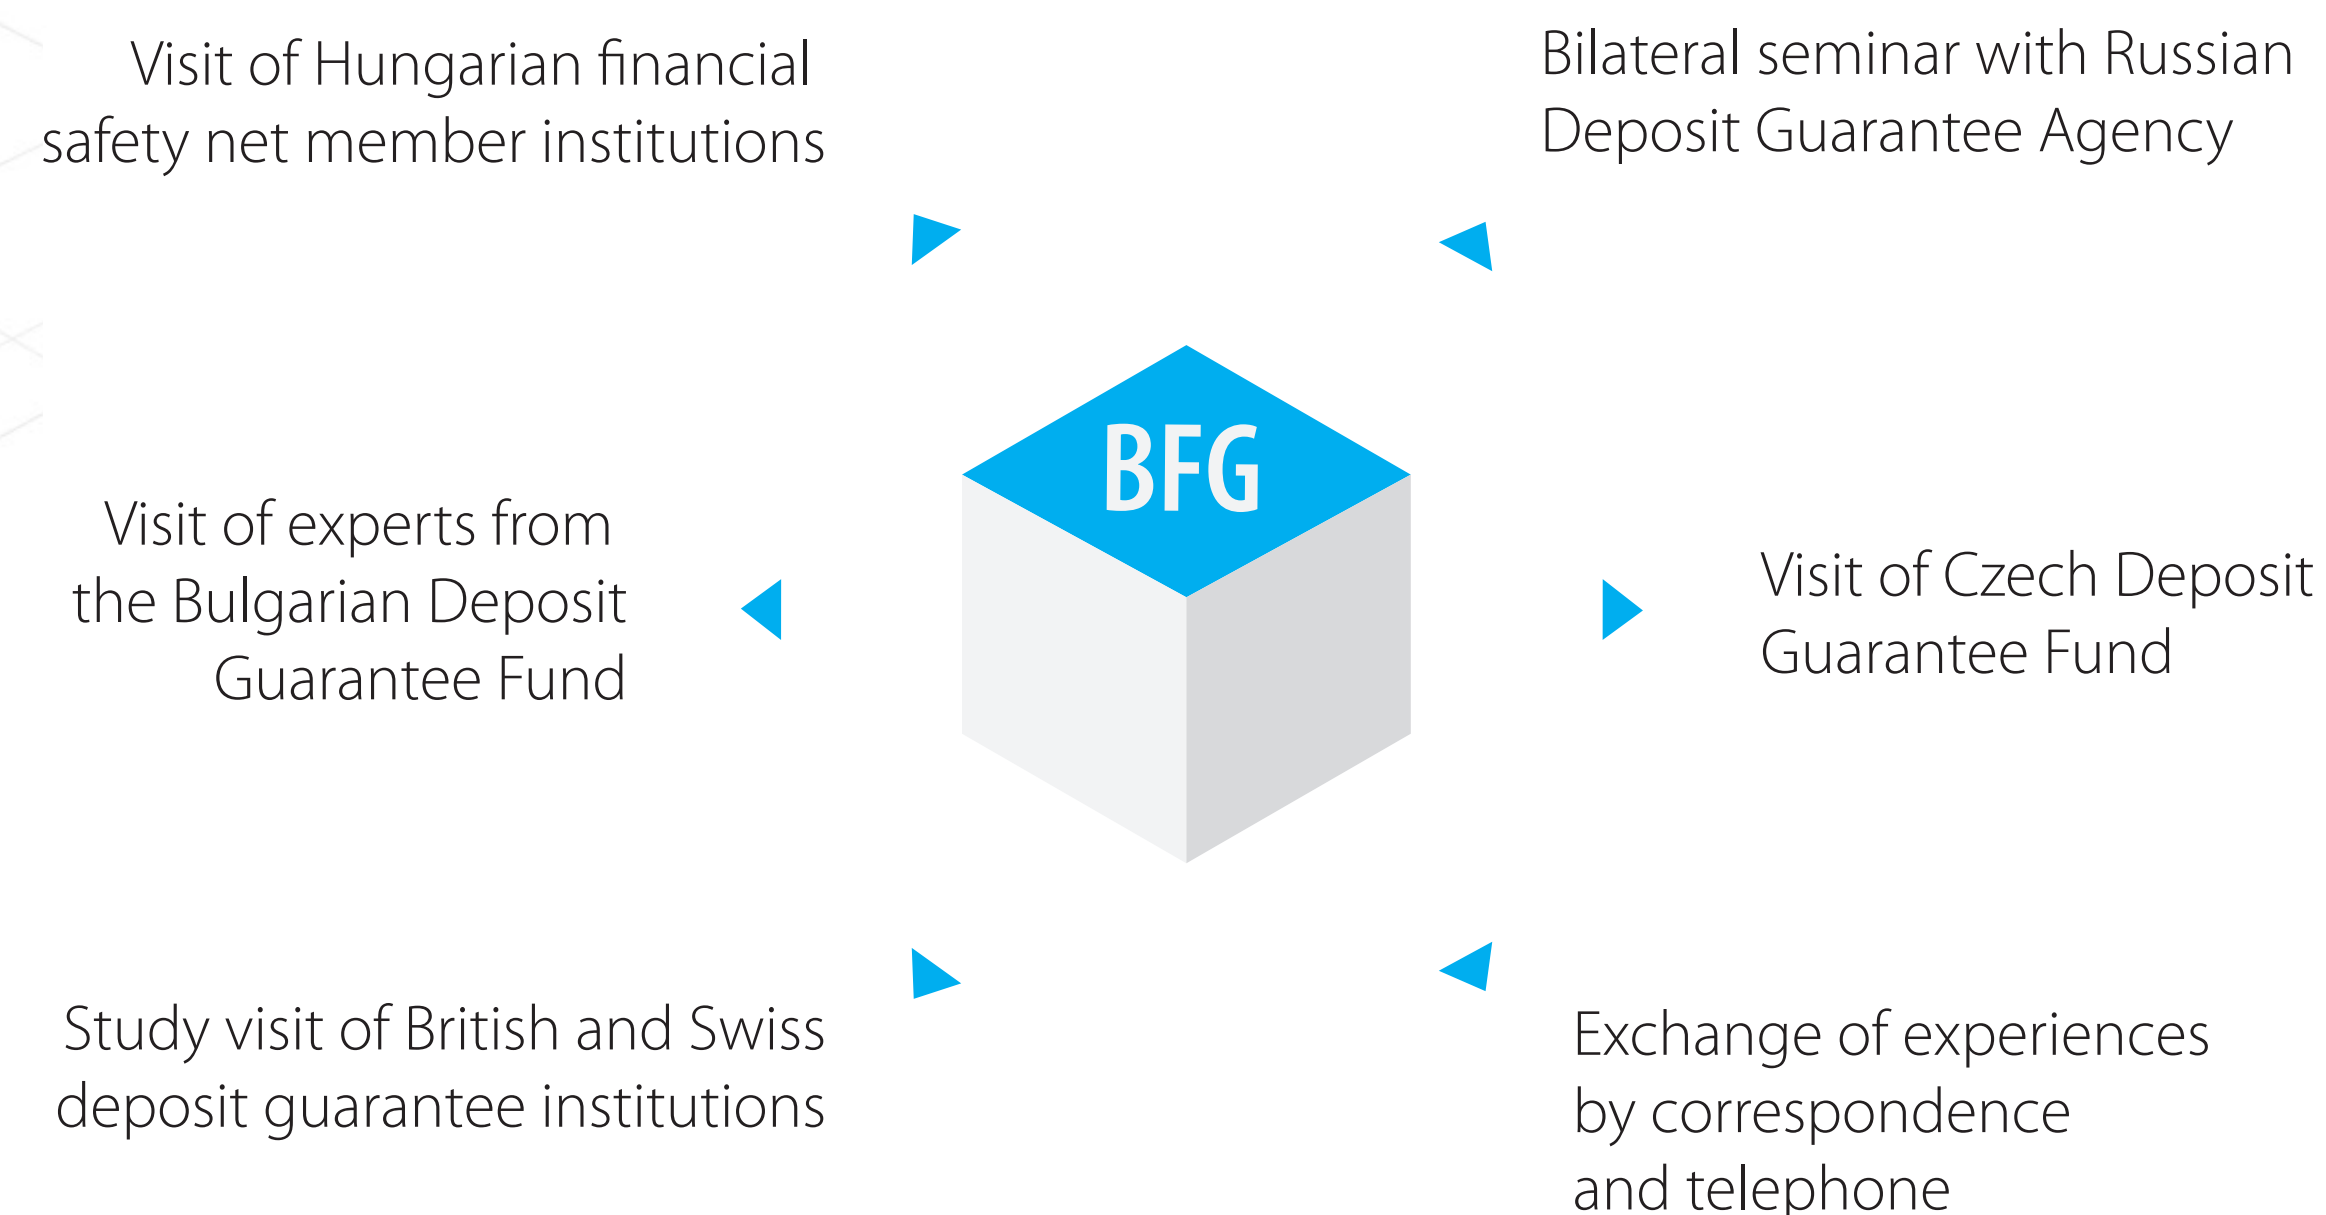 Visit of Hungarian financial
safety net member institutions
Bilateral seminar with Russian
Deposit Guarantee Agency
BFG
Visit of experts from
the Bulgarian Deposit
Guarantee Fund
Visit of Czech Deposit
Guarantee Fund
Study visit of British and Swiss
deposit guarantee institutions
Exchange of experiences
by correspondence
and telephone